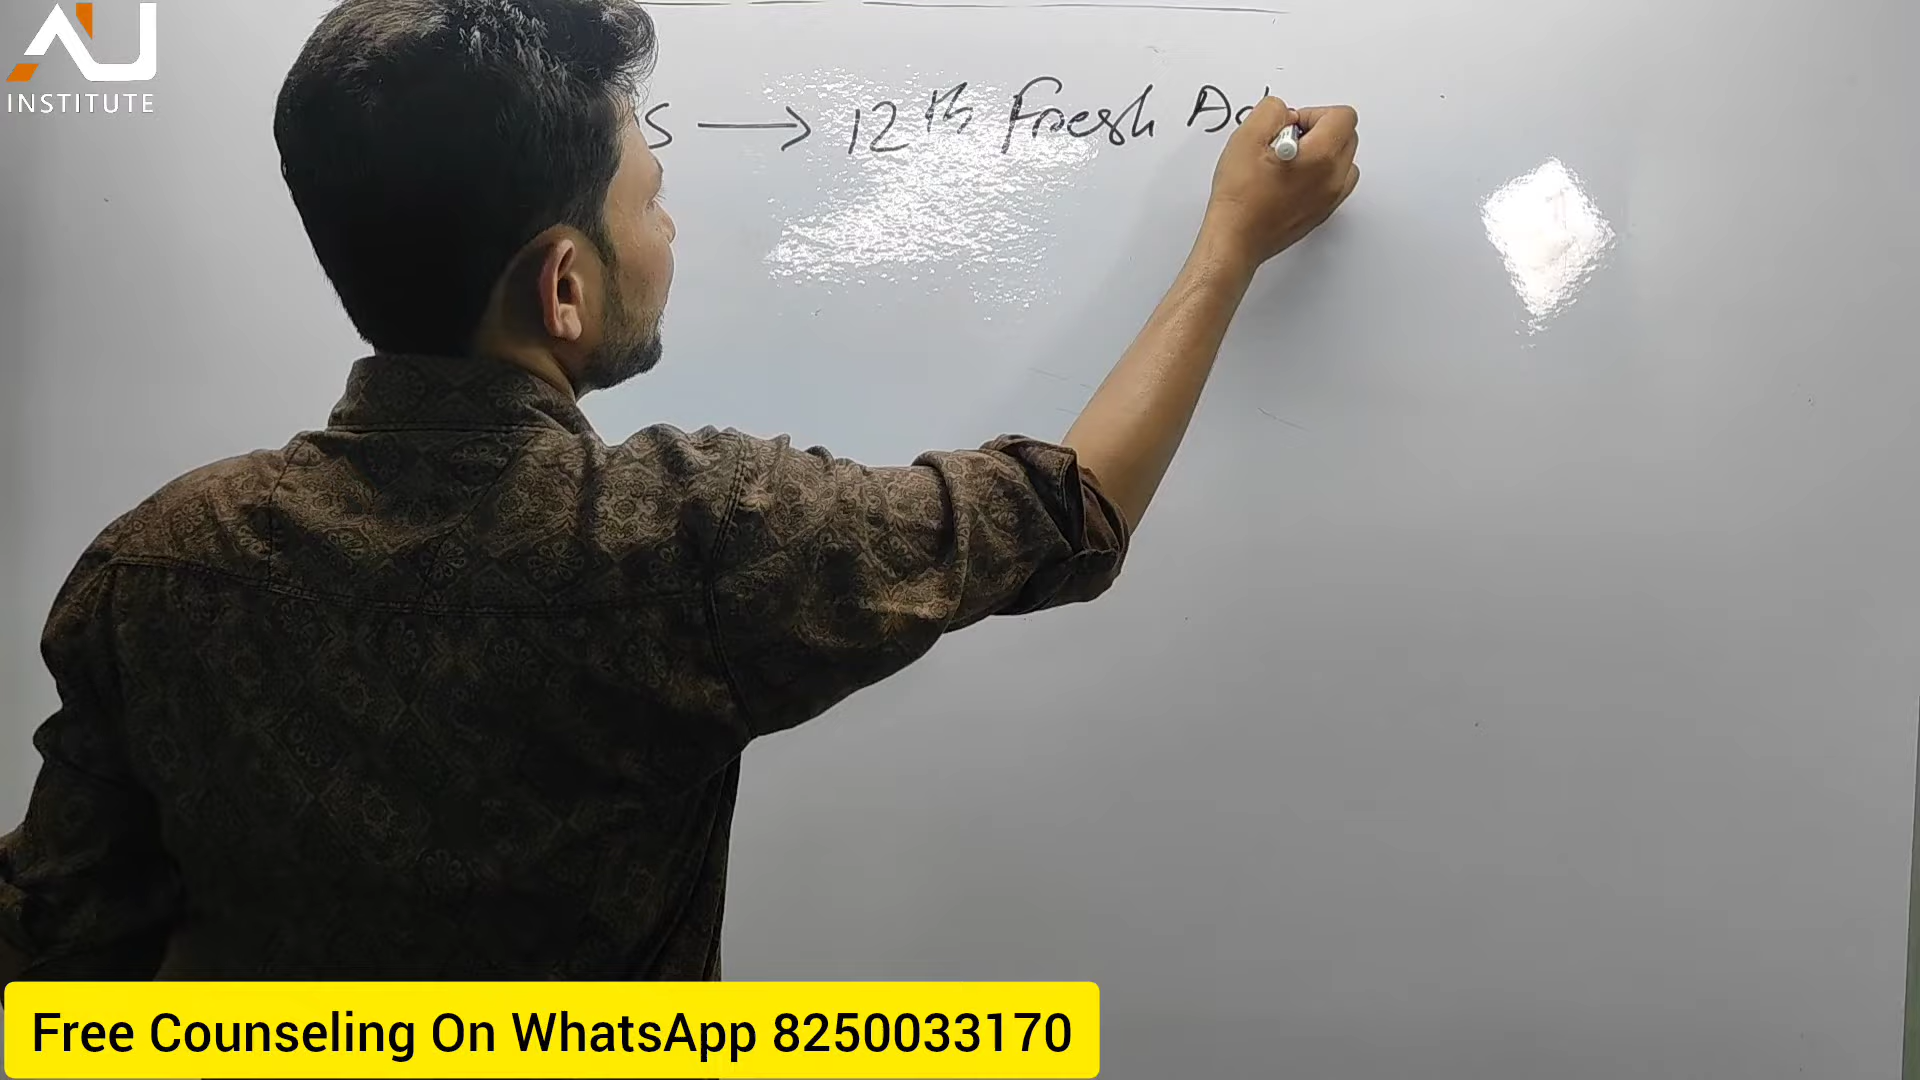 AU
INSTITUTE
S → 12th Fresh Ad
Free Counseling On WhatsApp 8250033170